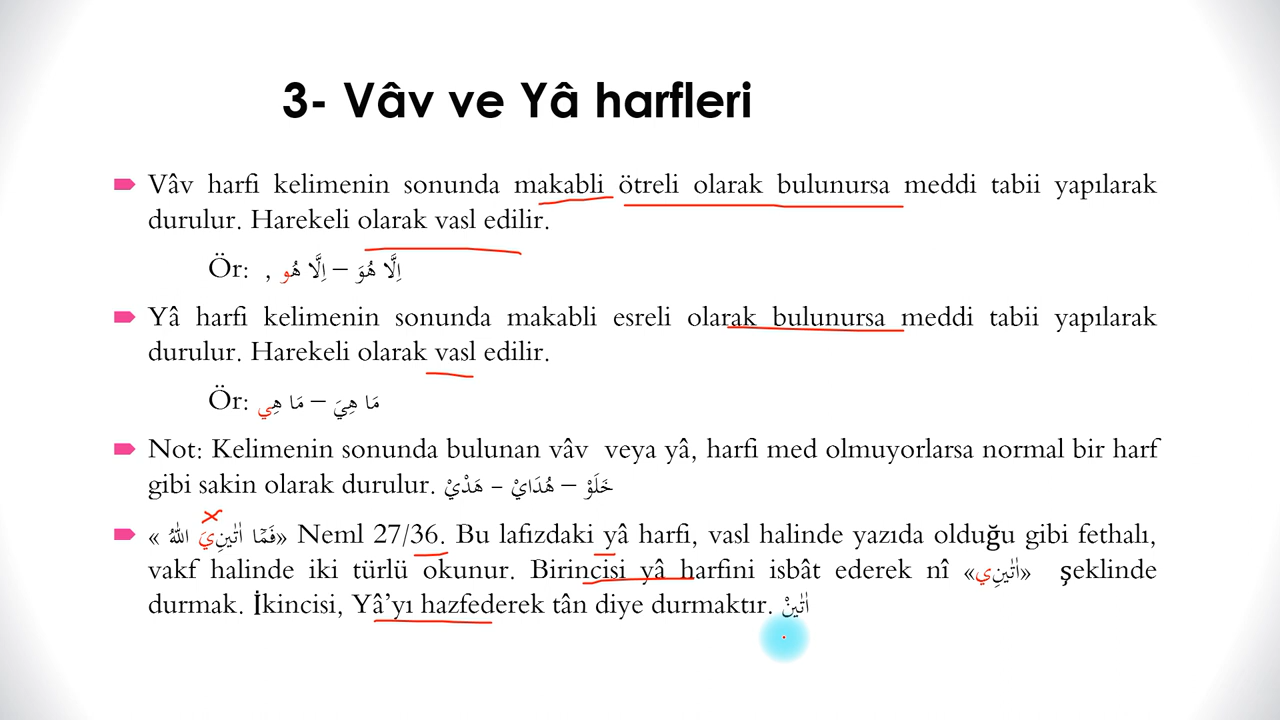 3- Vâv ve Yâ harfleri
Vâv harfi kelimenin sonunda makabli ötreli olarak bulunursa meddi tabii yapılarak
durulur. Harekeli olarak vasl edilir.
Ör: , اِلَّا هُوَ – اِلَّا هُو
Yâ harfi kelimenin sonunda makabli esreli olarak bulunursa meddi tabii yapılarak
durulur. Harekeli olarak vasl edilir.
Ör: مَا هِيَ – مَا هِي
Not: Kelimenin sonunda bulunan vâv veya yâ, harfi med olmuyorlarsa normal bir harf
gibi sakin olarak durulur. خَلَوْ – هُدَايْ – هَدْيْ
« فَمَٓا اٰتٰينِيَ اللّٰهُ» Neml 27/36. Bu lafızdaki yâ harfi, vasl halinde yazıda olduğu gibi fethalı,
vakf halinde iki türlü okunur. Birincisi yâ harfini isbât ederek nî «اٰتٰينِي» şeklinde
durmak. İkincisi, Yâ’yı hazfederek tân diye durmaktır. اٰتٰينْ